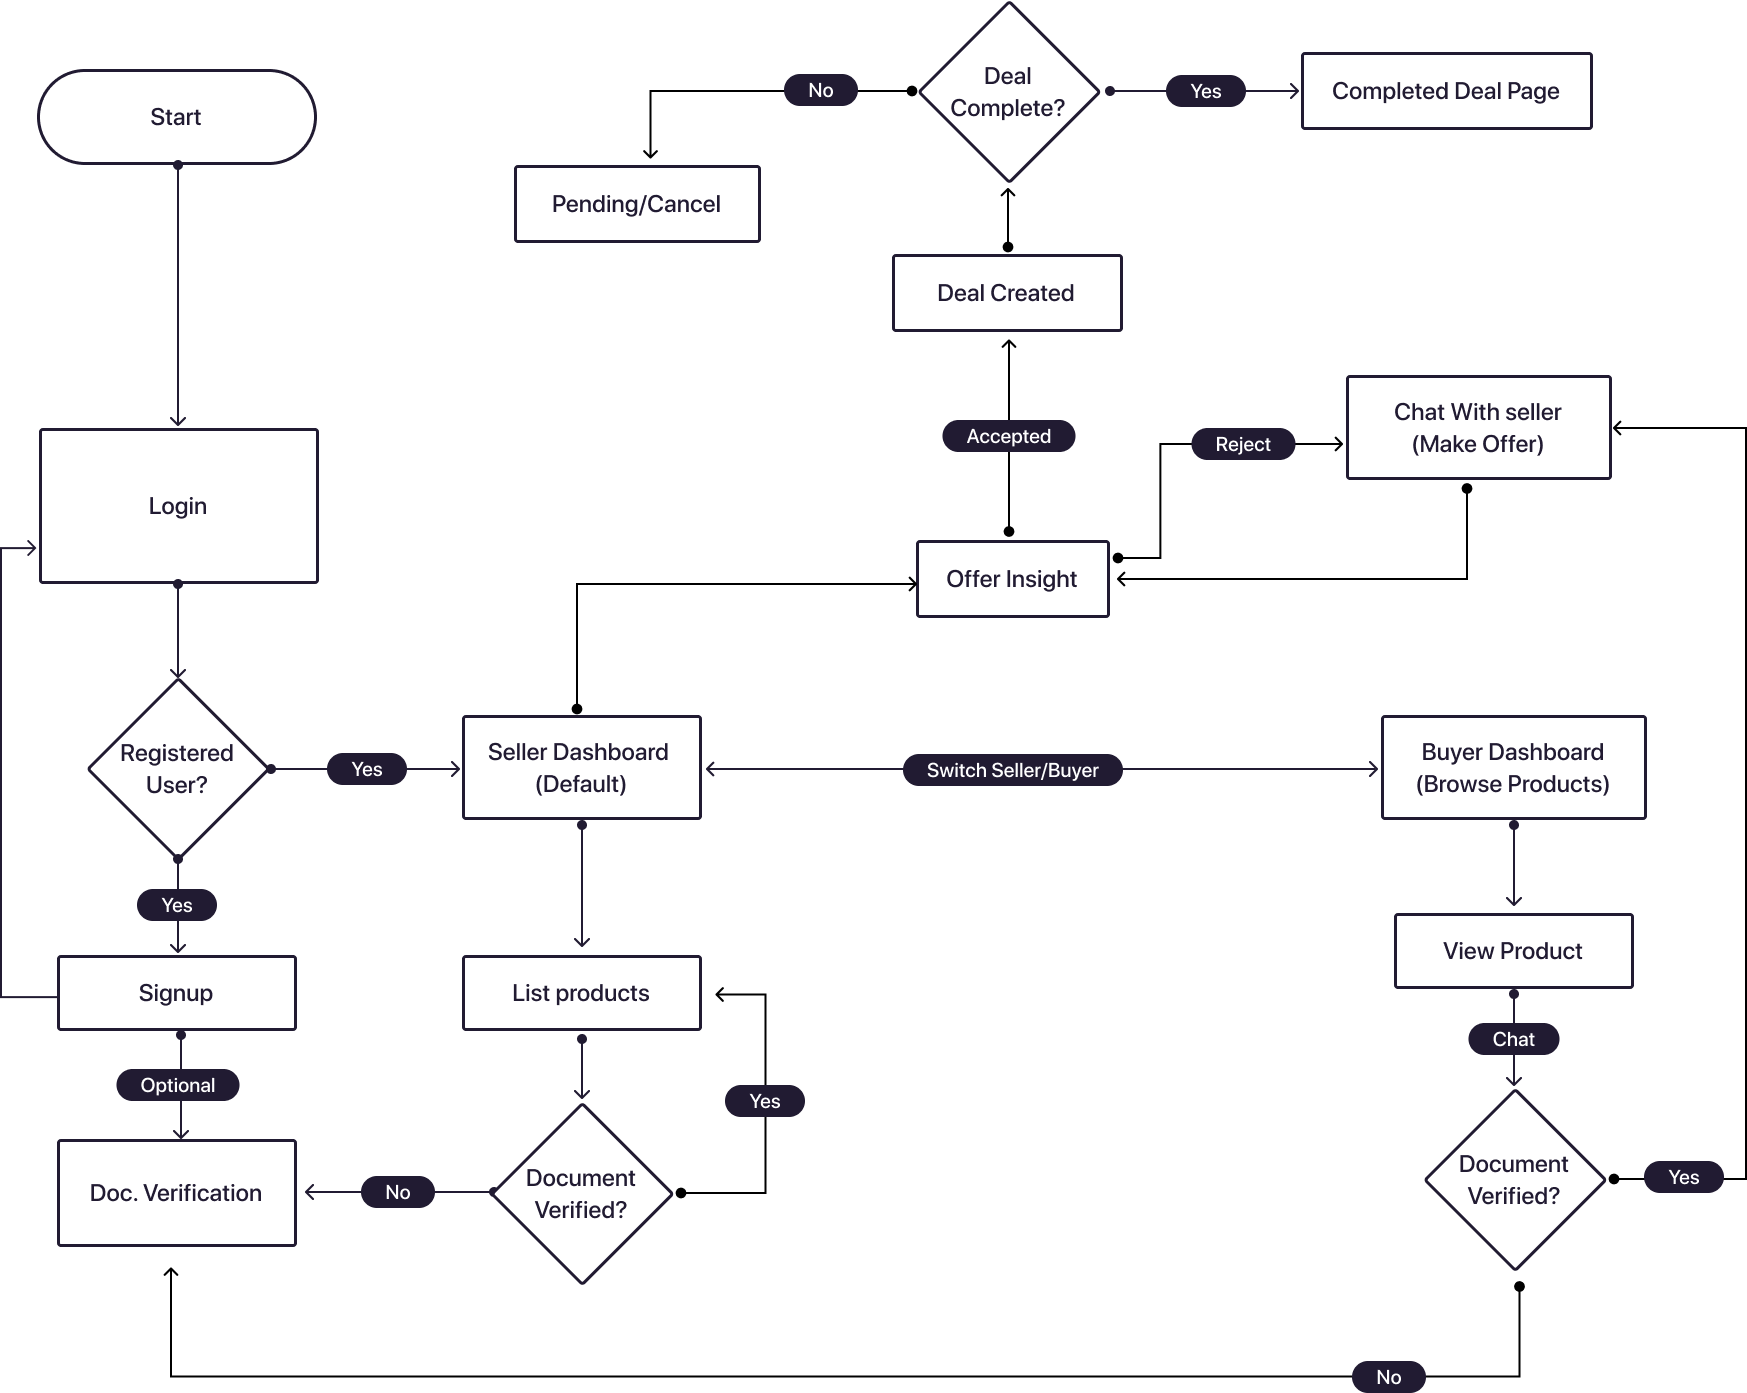 Deal
Complete?
No
Yes
Completed Deal Page
Start
Pending/Cancel
Deal Created
Chat With seller
(Make Offer)
Accepted
Reject
Login
Offer Insight
Registered
User?
Yes
Seller Dashboard
(Default)
Switch Seller/Buyer
Buyer Dashboard
(Browse Products)
Yes
Signup
List products
View Product
Chat
Optional
Yes
Doc. Verification
No
Document
Verified?
Document
Verified?
Yes
No